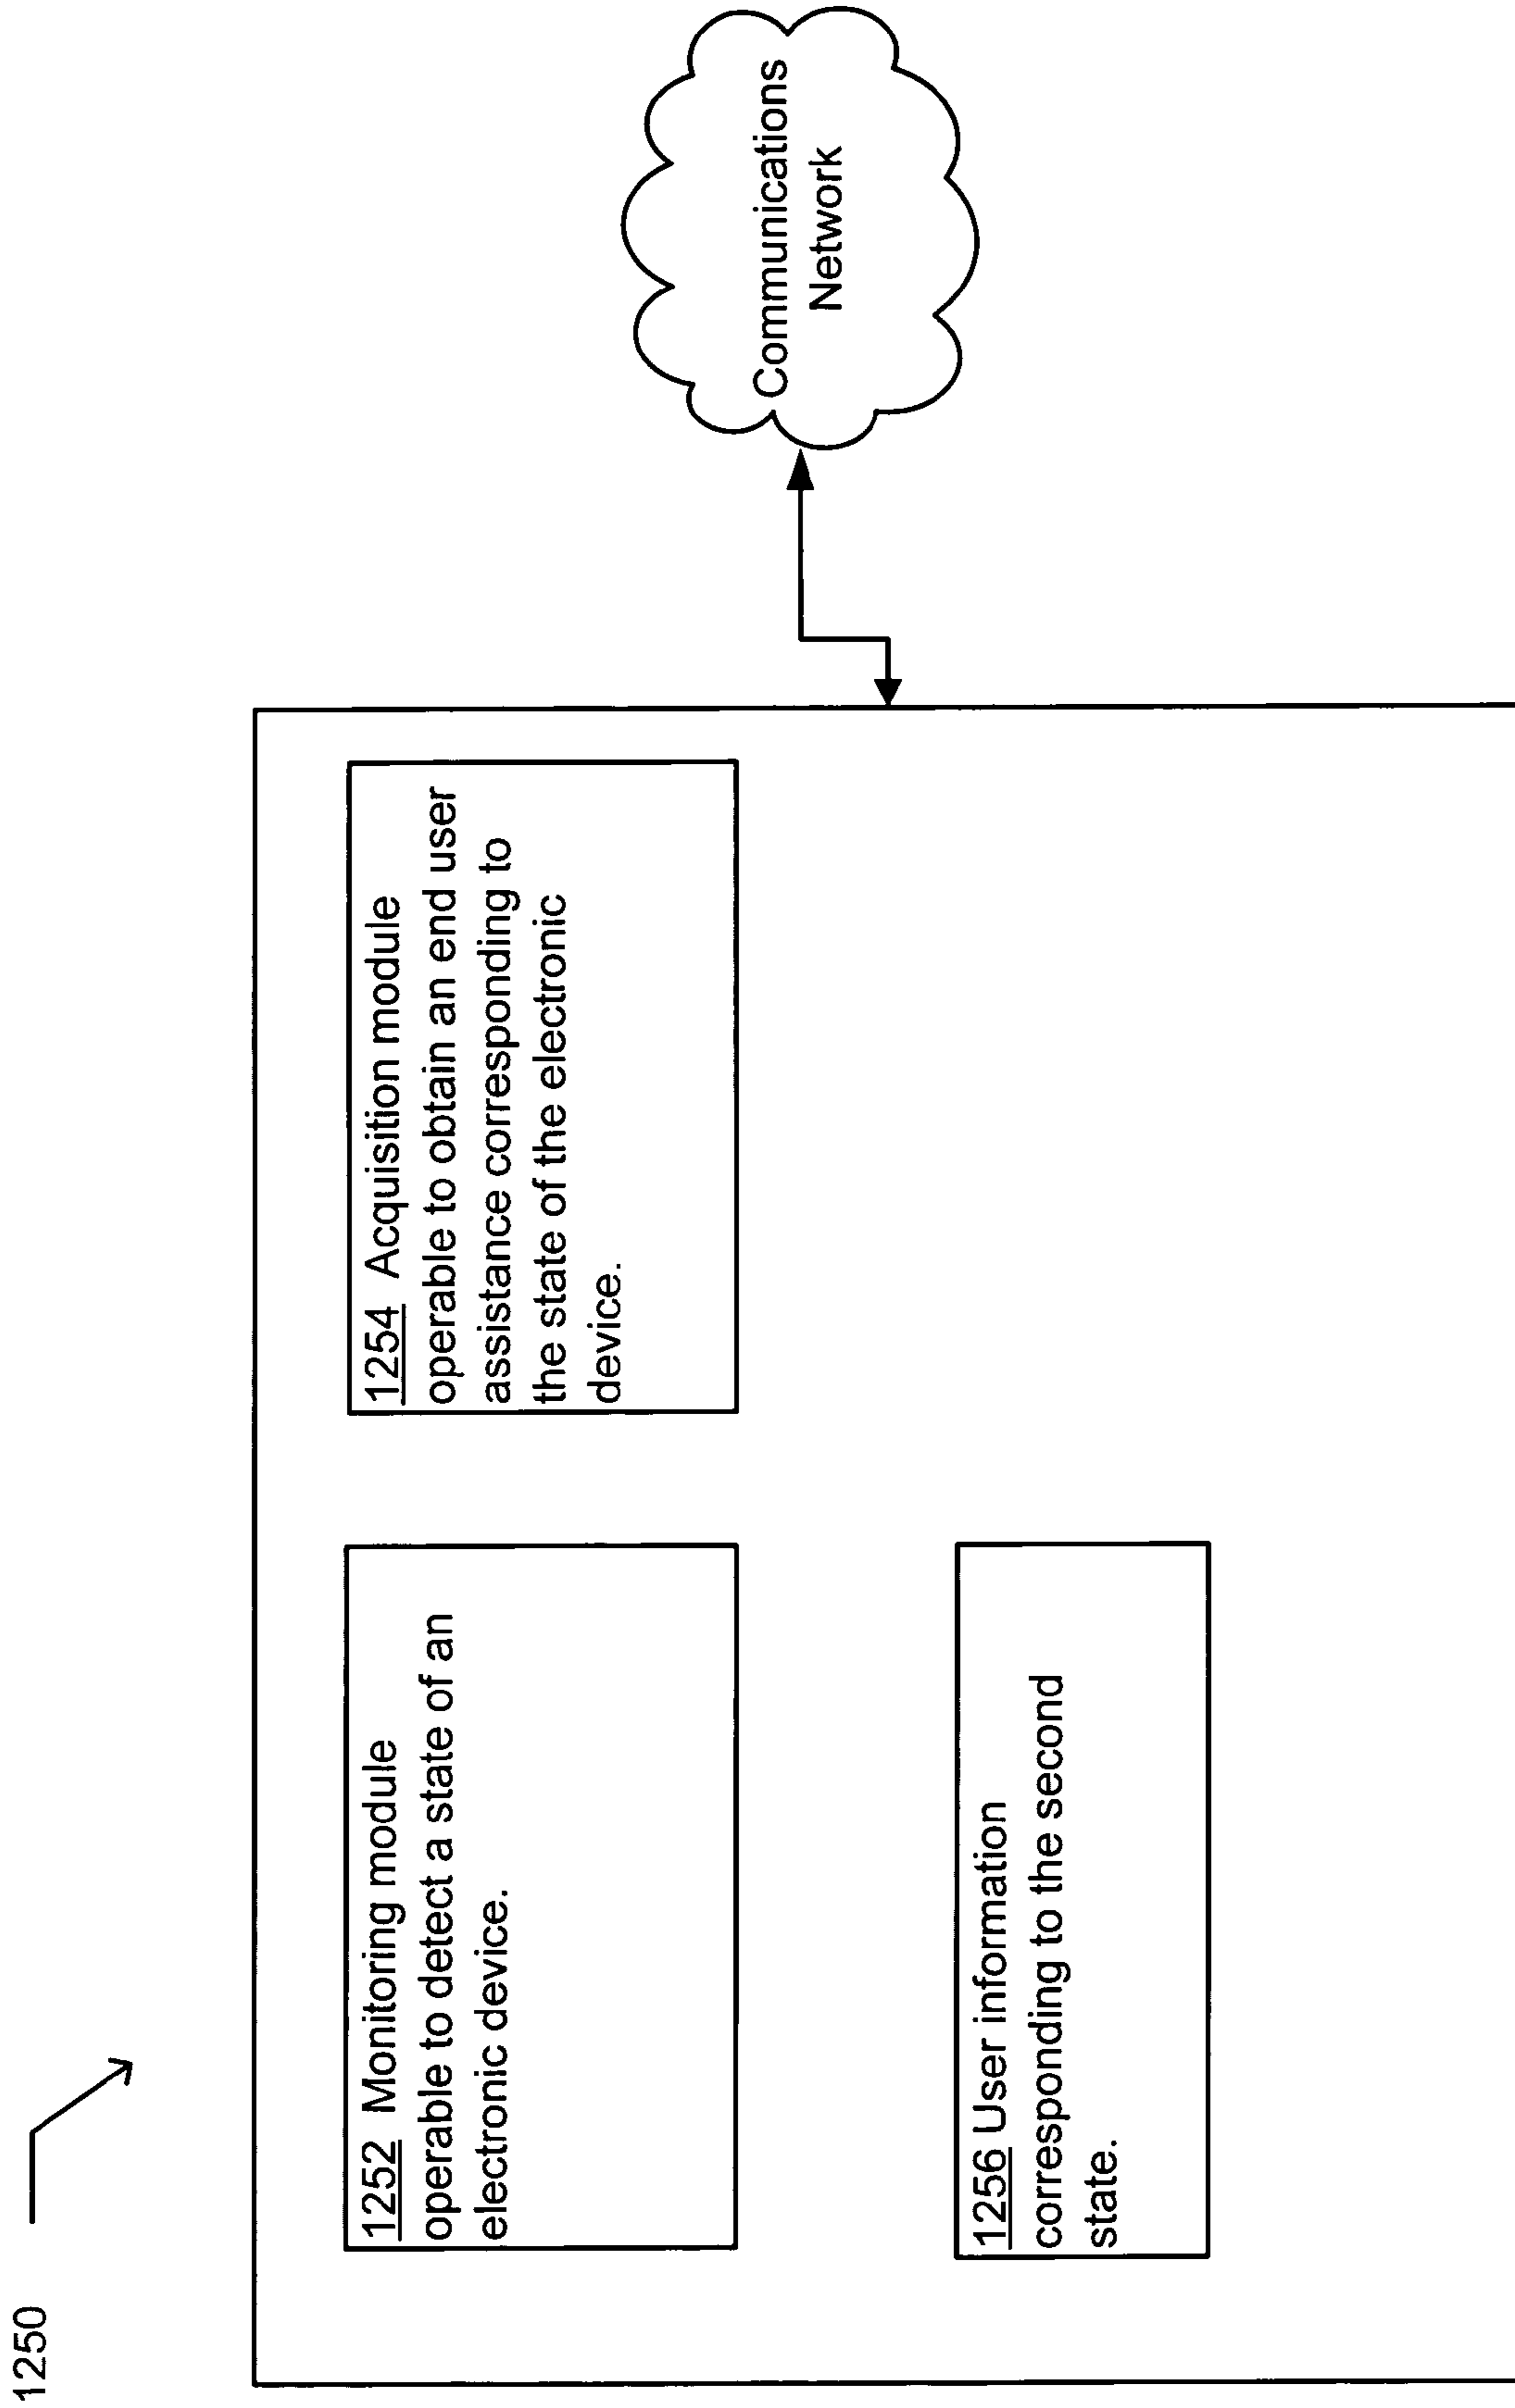 1250
1252 Monitoring module
operable to detect a state of an
electronic device.
1254 Acquisition module
operable to obtain an end user
assistance corresponding to
the state of the electronic
device.
1256 User information
corresponding to the second
state.
Communications
Network